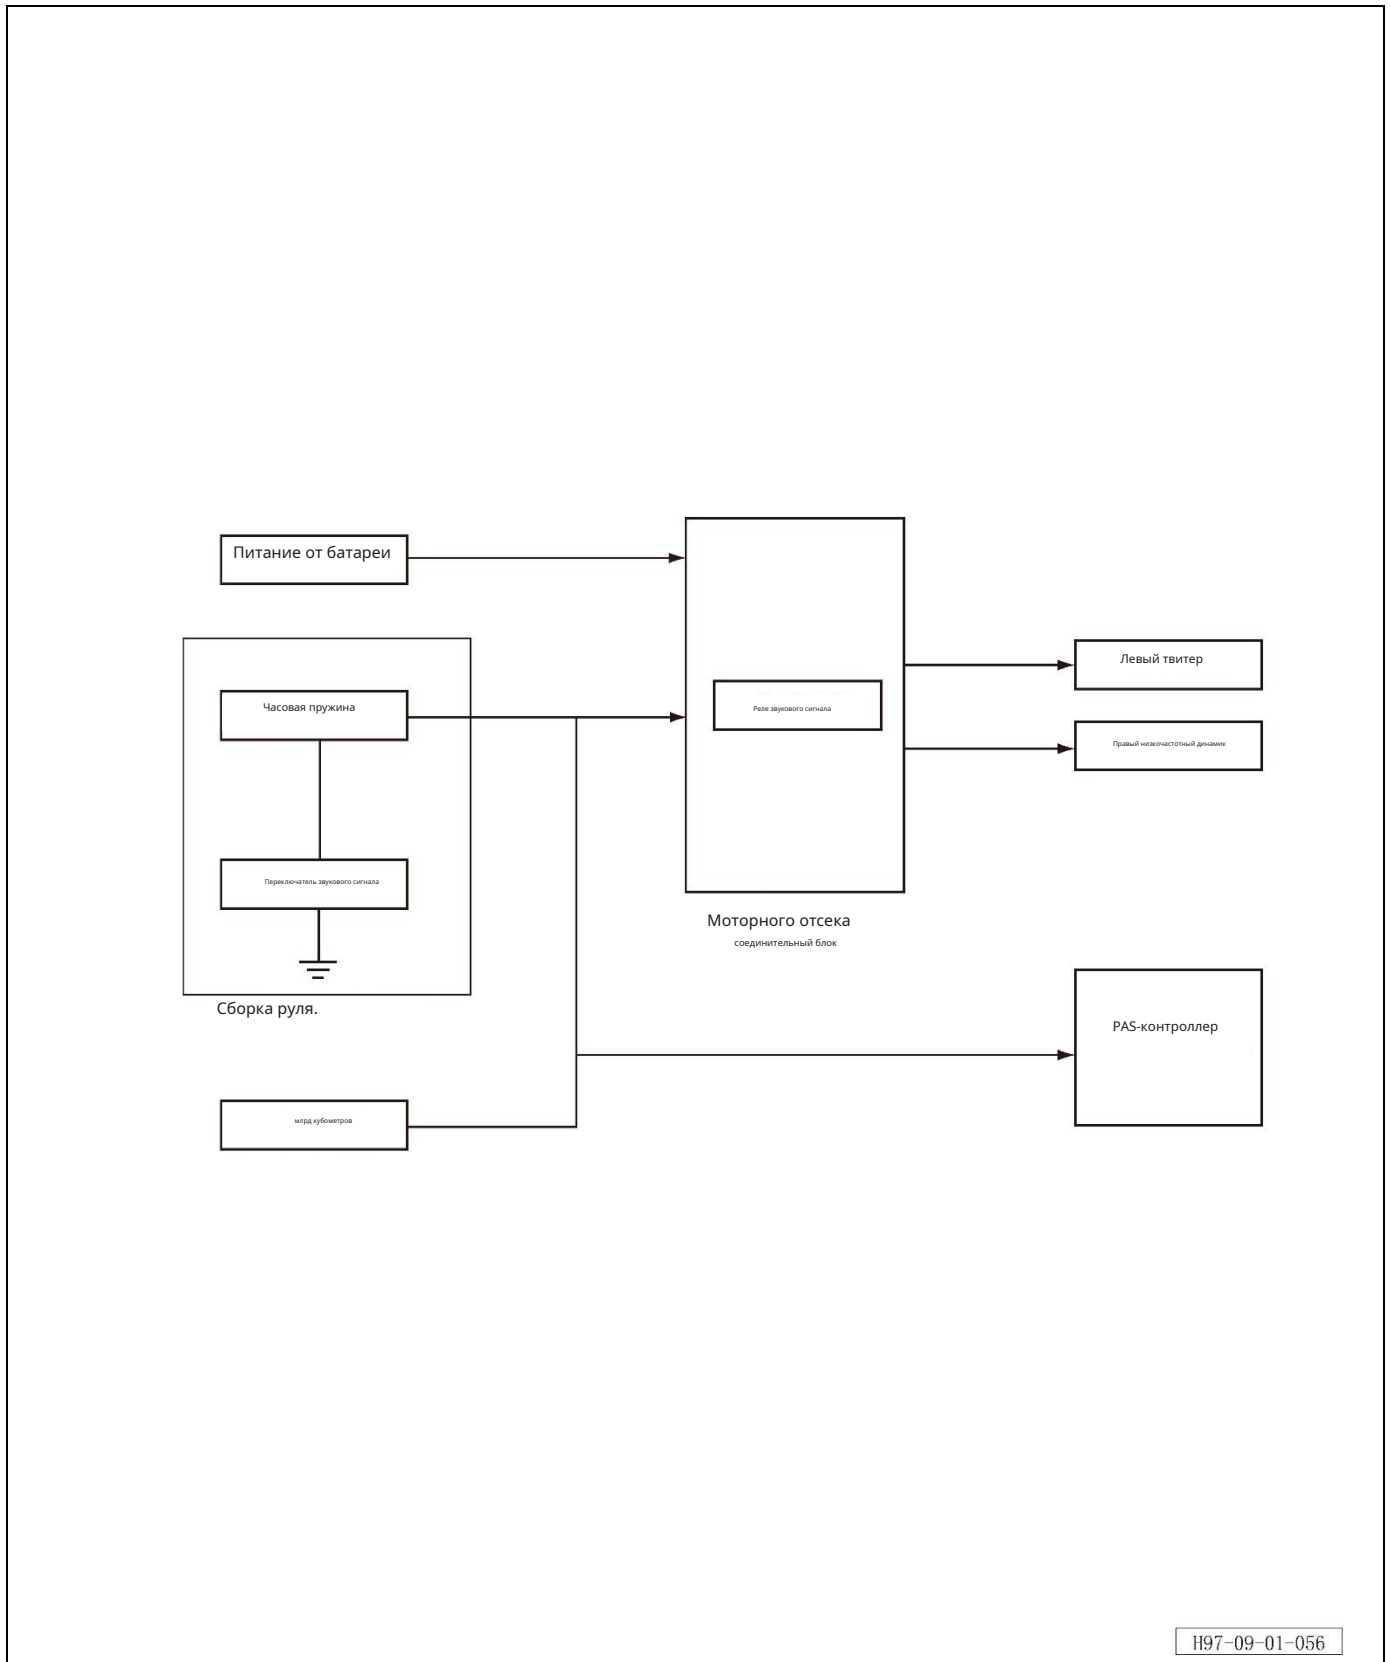 Питание от батареи
Левый твитер
Часовая пружина
Реле звукового сигнала
Правый низкочастотный динамик
Переключатель звукового сигнала
Моторного отсека
соединительный блок
Сборка руля.
PAS-контроллер
млрд кубометров
H97-09-01-056